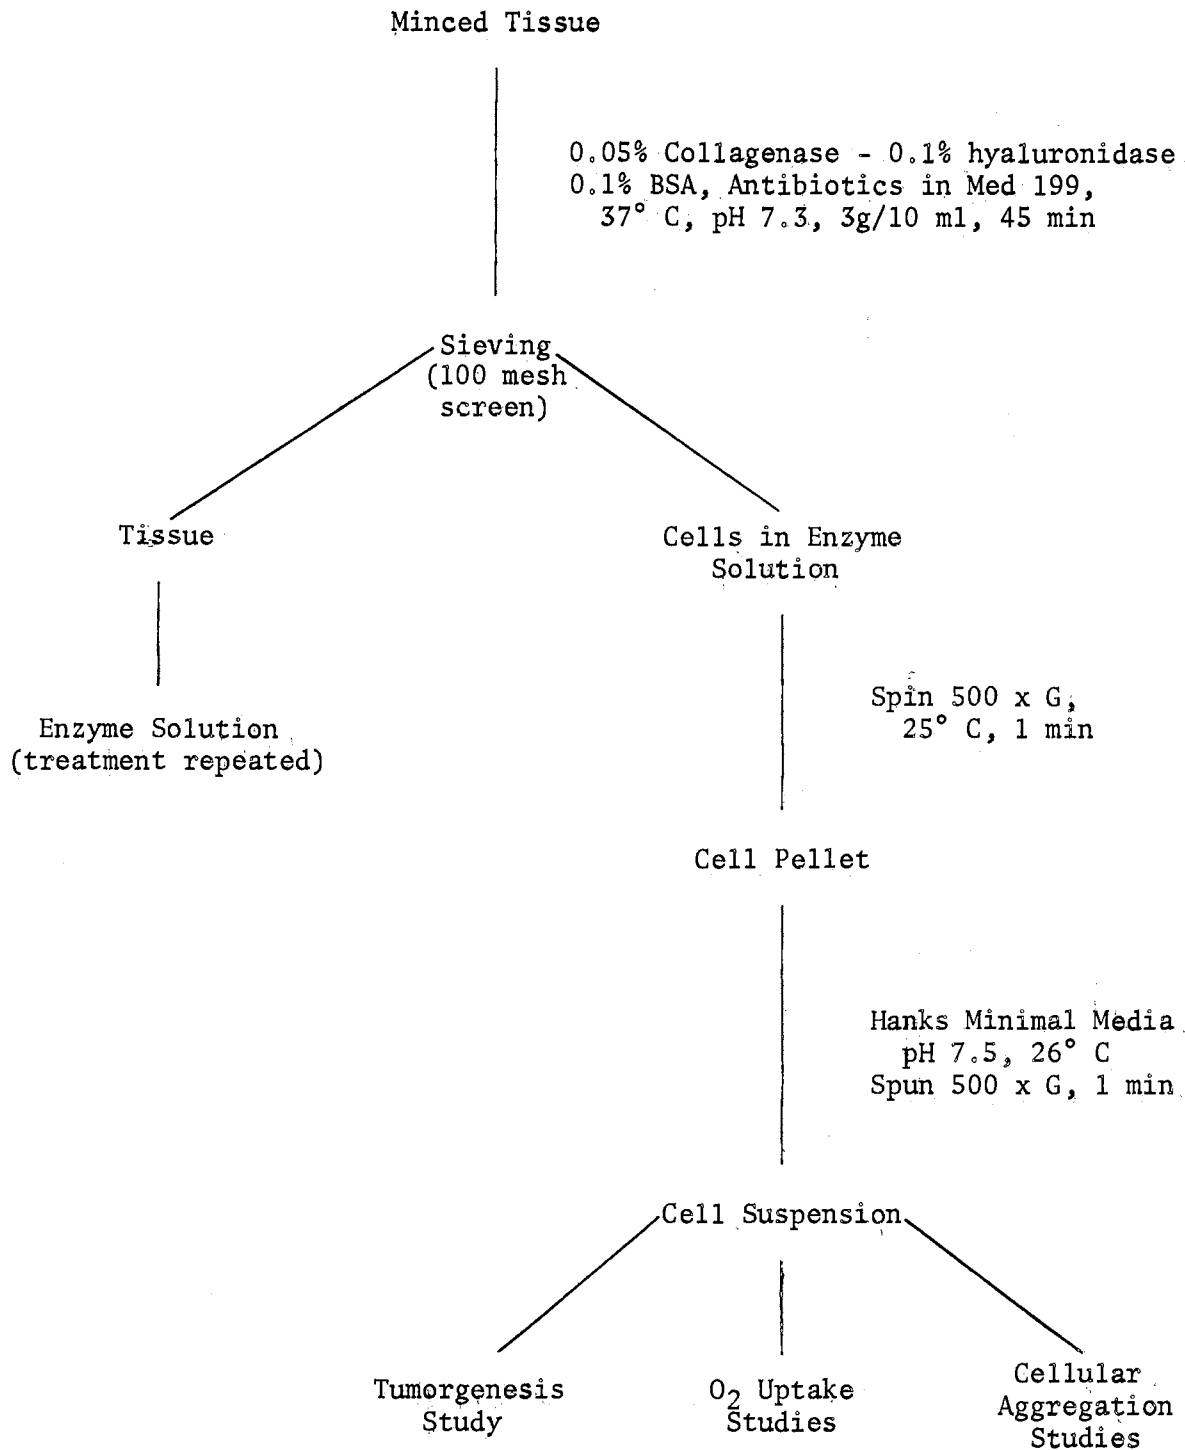 Minced Tissue
0.05% Collagenase - 0.1% hyaluronidase
0.1% BSA, Antibiotics in Med 199,
37° C, pH 7.3, 3g/10 ml, 45 min
Sieving
(100 mesh
screen)
Tissue
Cells in Enzyme
Solution
Enzyme Solution
(treatment repeated)
Spin 500 x G,
25° C, 1 min
Cell Pellet
Hanks Minimal Media
pH 7.5, 26° C
Spun 500 x G, 1 min
Cell Suspension
Tumorgenesis
Study
O2 Uptake
Studies
Cellular
Aggregation
Studies